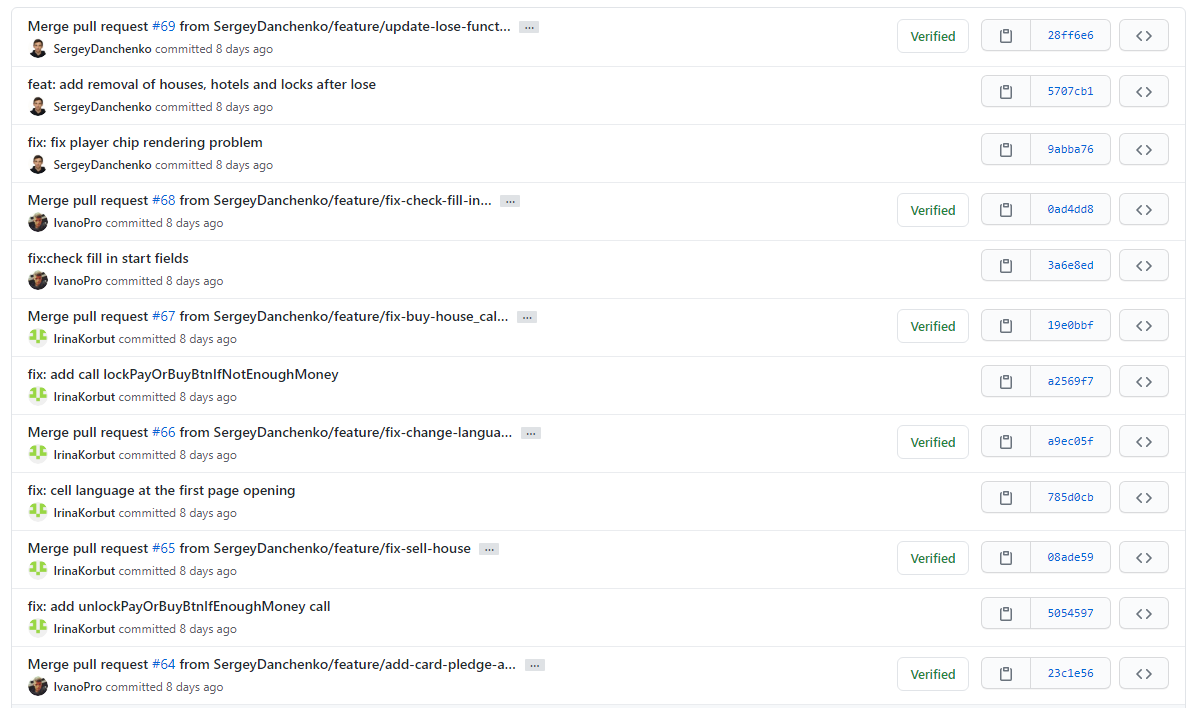 Merge pull request #69 from SergeyDanchenko/feature/update-lose-funct... ...
SergeyDanchenko committed 8 days ago
Verified
28ff6e6
feat: add removal of houses, hotels and locks after lose
SergeyDanchenko committed 8 days ago
5707cb1
fix: fix player chip rendering problem
SergeyDanchenko committed 8 days ago
9abba76
Merge pull request #68 from SergeyDanchenko/feature/fix-check-fill-in... ...
IvanoPro committed 8 days ago
Verified
0ad4dd8
fix:check fill in start fields
IvanoPro committed 8 days ago
3a6e8ed
Merge pull request #67 from SergeyDanchenko/feature/fix-buy-house_cal... ...
IrinaKorbut committed 8 days ago
Verified
19e0bbf
fix: add call lockPayOrBuyBtnIfNotEnoughMoney
IrinaKorbut committed 8 days ago
a2569f7
Merge pull request #66 from SergeyDanchenko/feature/fix-change-langua... ...
IrinaKorbut committed 8 days ago
Verified
a9ec05f
fix: cell language at the first page opening
IrinaKorbut committed 8 days ago
785d0cb
Merge pull request #65 from SergeyDanchenko/feature/fix-sell-house ...
IrinaKorbut committed 8 days ago
Verified
08ade59
fix: add unlockPayOrBuyBtnIfEnoughMoney call
IrinaKorbut committed 8 days ago
5054597
Merge pull request #64 from SergeyDanchenko/feature/add-card-pledge-a... ...
IvanoPro committed 8 days ago
Verified
23c1e56